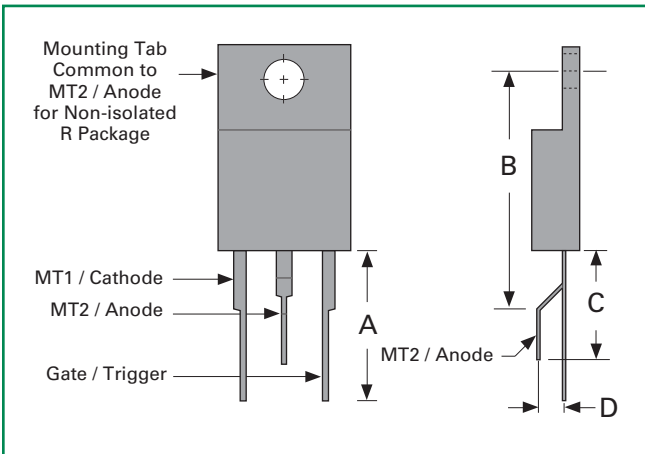 Mounting Tab
Common to
MT2 / Anode
for Non-isolated
R Package
MT1 / Cathode
MT2 / Anode
Gate / Trigger
A
B
C
MT2 / Anode
D